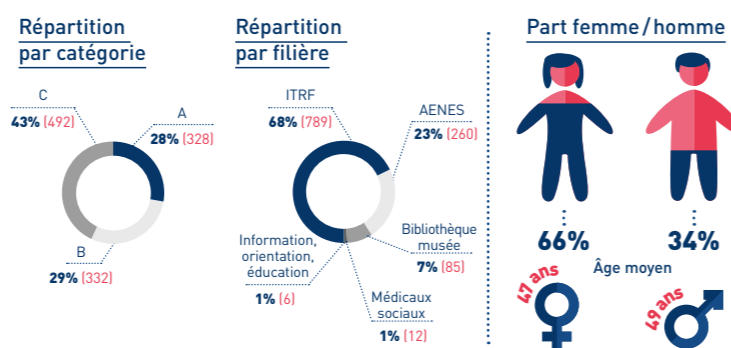 Répartition
par catégorie
C
43% (492)
A
28% (328)
B
29% (332)
Répartition
par filière
ITRF
68% (789)
AENES
23% (260)
Bibliothèque
musée
7% (85)
Information,
orientation,
éducation
1% (6)
Médicaux
sociaux
1% (12)
Part femme/homme
66%
34%
Âge moyen
47 ans
49 ans